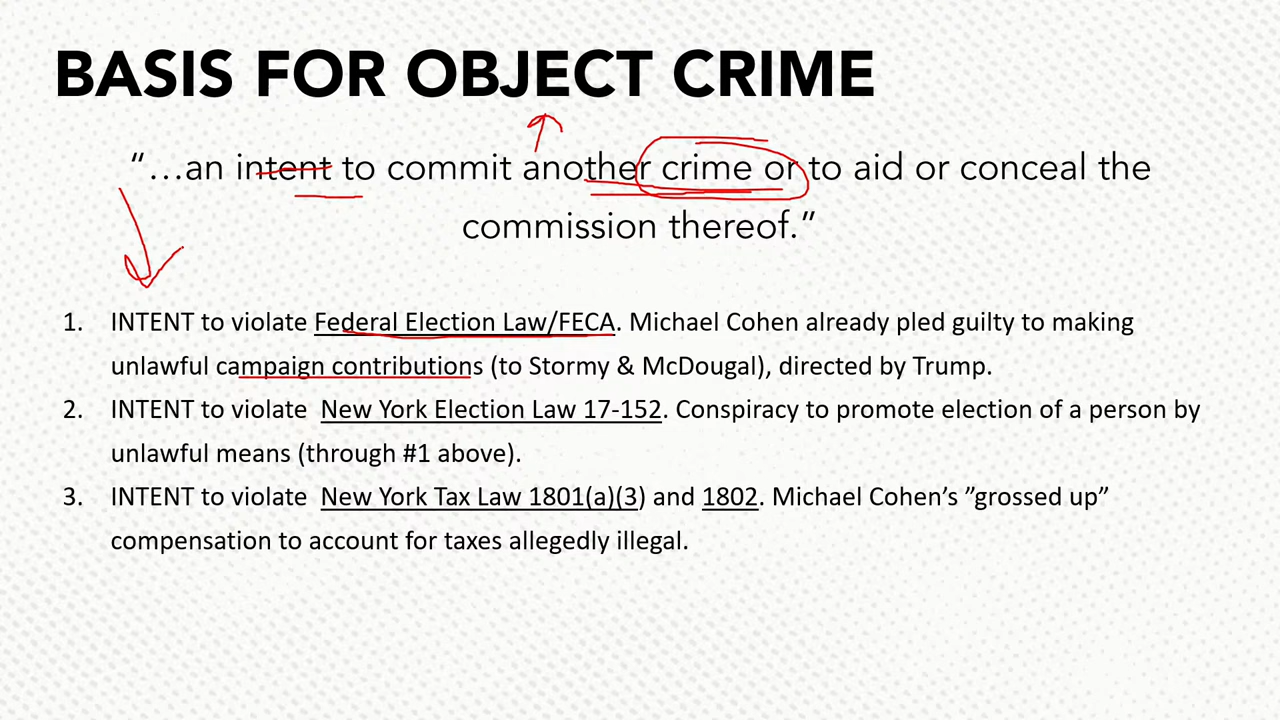 BASIS FOR OBJECT CRIME
“…an intent to commit another crime or to aid or conceal the
commission thereof.”
1. INTENT to violate Federal Election Law/FECA. Michael Cohen already pled guilty to making
unlawful campaign contributions (to Stormy & McDougal), directed by Trump.
2. INTENT to violate New York Election Law 17-152. Conspiracy to promote election of a person by
unlawful means (through #1 above).
3. INTENT to violate New York Tax Law 1801(a)(3) and 1802. Michael Cohen’s ”grossed up”
compensation to account for taxes allegedly illegal.